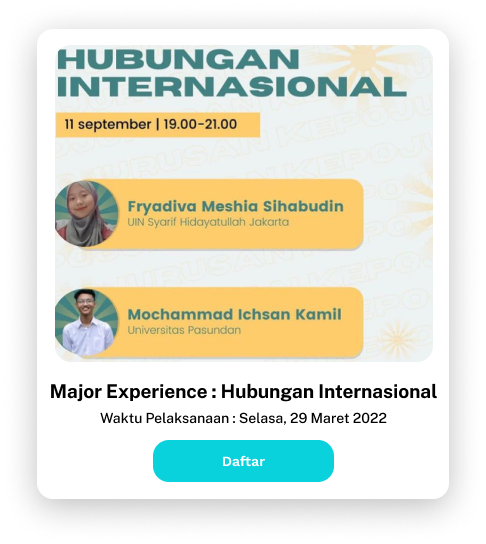 HUBUNGAN
INTERNASIONAL
11 september | 19.00-21.00
Fryadiva Meshia Sihabudin
UIN Syarif Hidayatullah Jakarta
Mochammad Ichsan Kamil
Universitas Pasundan
Major Experience : Hubungan Internasional
Waktu Pelaksanaan : Selasa, 29 Maret 2022
Daftar